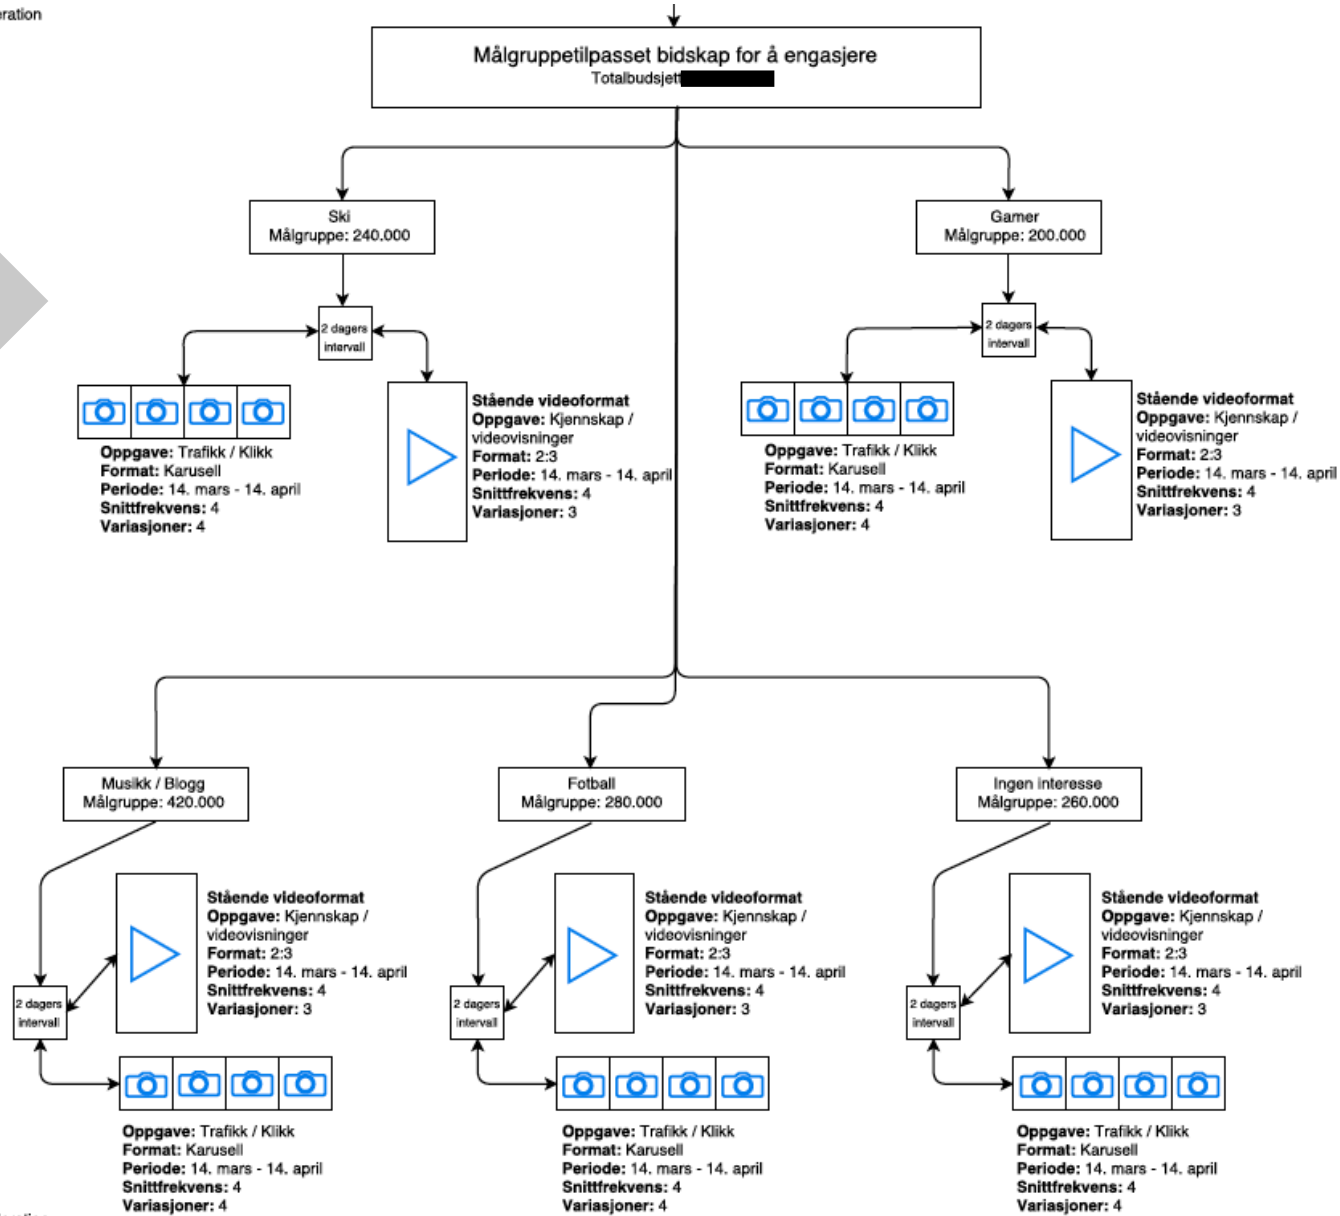 eration
Målgruppetilpasset bidskap for å engasjere
Totalbudsjett
Ski
Målgruppe: 240.000
Gamer
Målgruppe: 200.000
2 dagers
intervall
2 dagers
intervall
Stående videoformat
Oppgave: Kjennskap /
videovisninger
Format: 2:3
Periode: 14. mars - 14. april
Snittfrekvens: 4
Variasjoner: 3
Oppgave: Trafikk / Klikk
Format: Karusell
Periode: 14. mars - 14. april
Snittfrekvens: 4
Variasjoner: 4
Stående videoformat
Oppgave: Kjennskap /
videovisninger
Format: 2:3
Periode: 14. mars - 14. april
Snittfrekvens: 4
Variasjoner: 3
Oppgave: Trafikk / Klikk
Format: Karusell
Periode: 14. mars - 14. april
Snittfrekvens: 4
Variasjoner: 4
Musikk / Blogg
Målgruppe: 420.000
Fotball
Målgruppe: 280.000
Ingen interesse
Målgruppe: 260.000
Stående videoformat
Oppgave: Kjennskap /
videovisninger
Format: 2:3
Periode: 14. mars - 14. april
Snittfrekvens: 4
Variasjoner: 3
2 dagers
intervall
Oppgave: Trafikk / Klikk
Format: Karusell
Periode: 14. mars - 14. april
Snittfrekvens: 4
Variasjoner: 4
Stående videoformat
Oppgave: Kjennskap /
videovisninger
Format: 2:3
Periode: 14. mars - 14. april
Snittfrekvens: 4
Variasjoner: 3
2 dagers
intervall
Oppgave: Trafikk / Klikk
Format: Karusell
Periode: 14. mars - 14. april
Snittfrekvens: 4
Variasjoner: 4
Stående videoformat
Oppgave: Kjennskap /
videovisninger
Format: 2:3
Periode: 14. mars - 14. april
Snittfrekvens: 4
Variasjoner: 3
2 dagers
intervall
Oppgave: Trafikk / Klikk
Format: Karusell
Periode: 14. mars - 14. april
Snittfrekvens: 4
Variasjoner: 4